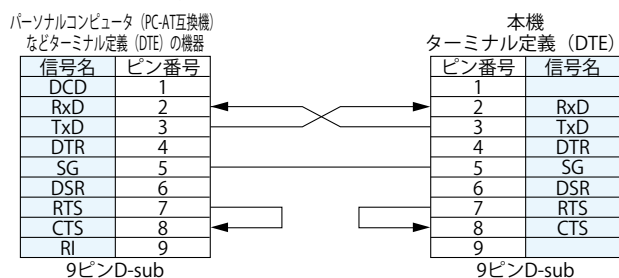 パーソナルコンピュータ（PC-AT互換機）
などターミナル定義（DTE）の機器
信号名 ピン番号
DCD 1
RxD 2
TxD 3
DTR 4
SG 5
DSR 6
RTS 7
CTS 8
RI 9
9ピンD-sub
本機
ターミナル定義（DTE）
ピン番号 信号名
1
2 RxD
3 TxD
4 DTR
5 SG
6 DSR
7 RTS
8 CTS
9
9ピンD-sub